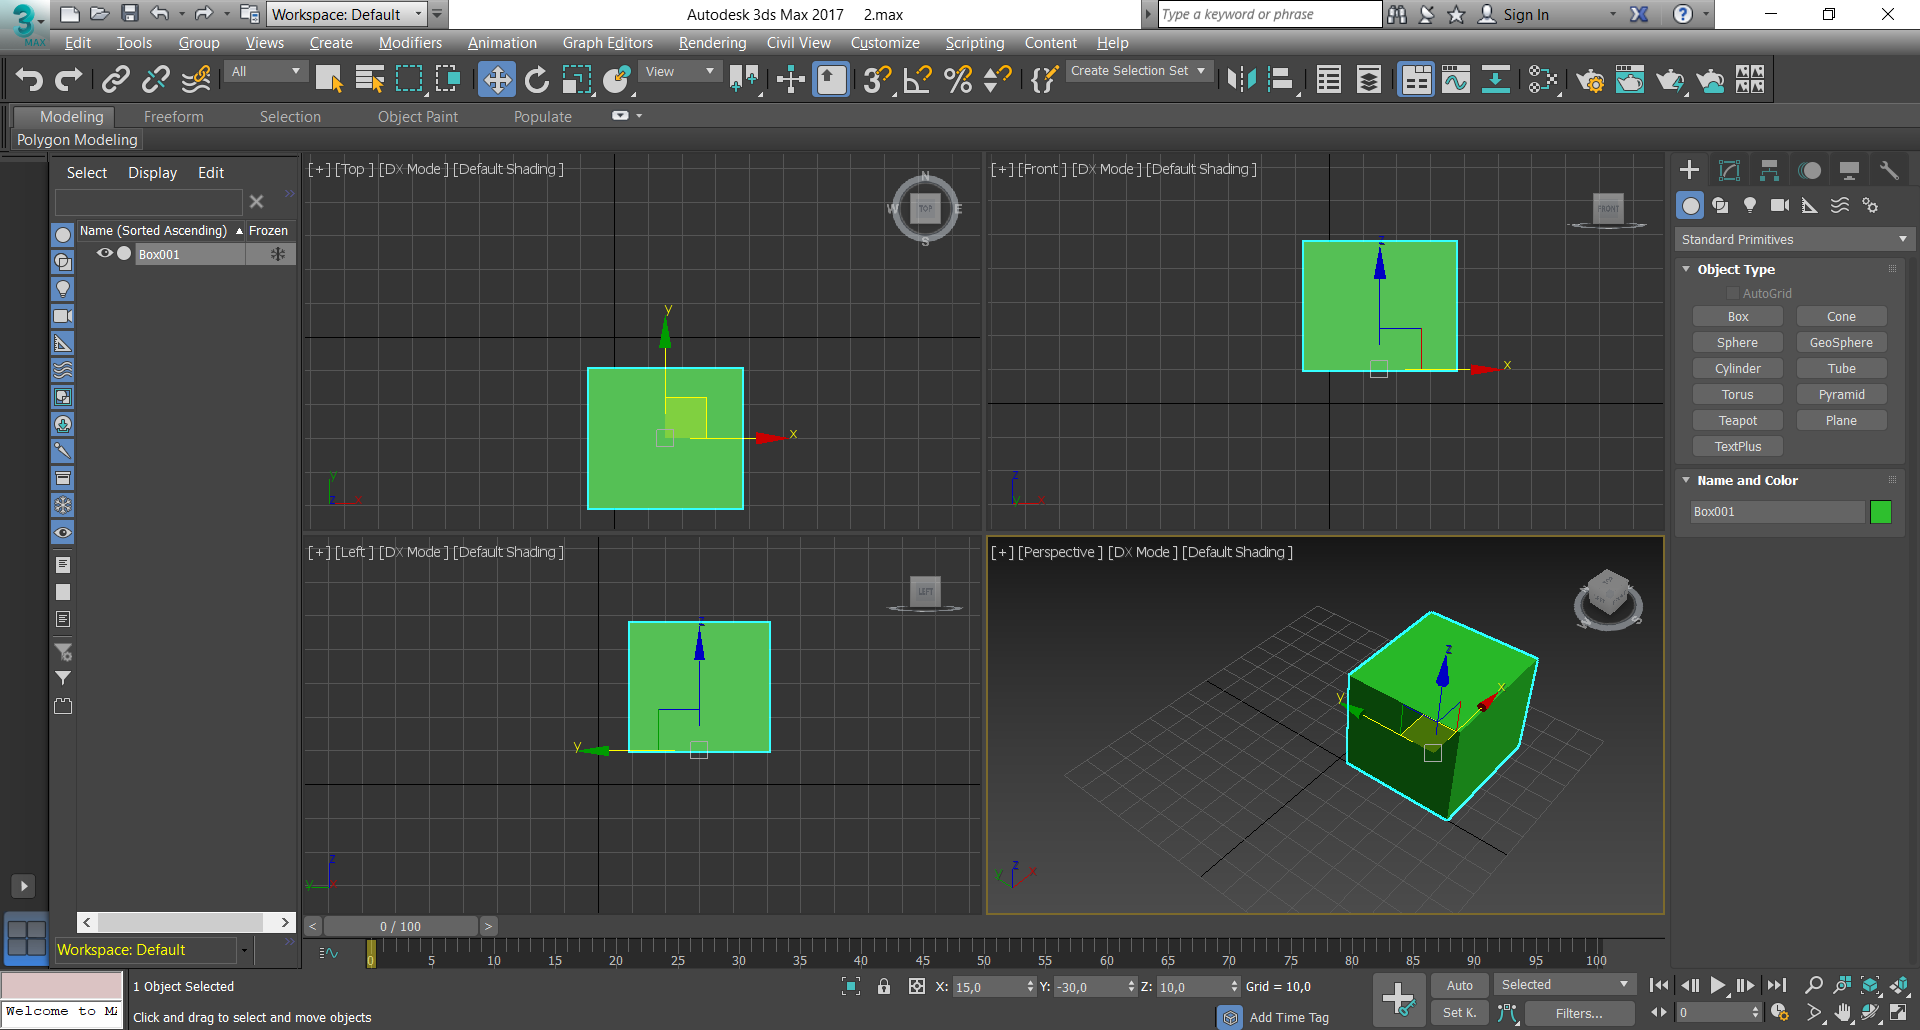 Workspace: Default
Autodesk 3ds Max 2017    2.max
Type a keyword or phrase
Sign In
3 MAX
Edit Tools Group Views Create Modifiers Animation Graph Editors Rendering Civil View Customize Scripting Content Help
All
View
Create Selection Set
Modeling Freeform Selection Object Paint Populate
Polygon Modeling
Select Display Edit
Name (Sorted Ascending) Frozen
Box001
[+] [Top ] [DX Mode ] [Default Shading ]
N
W TOP E
S
y
x
y
z x
[+] [Front ] [DX Mode ] [Default Shading ]
FRONT
z
x
z
y x
[+] [Left ] [DX Mode ] [Default Shading ]
LEFT
z
y
z
y x
[+] [Perspective ] [DX Mode ] [Default Shading ]
W S
z
x
y
z
y x
Standard Primitives
Object Type
AutoGrid
Box Cone
Sphere GeoSphere
Cylinder Tube
Torus Pyramid
Teapot Plane
TextPlus
Name and Color
Box001
< 0 / 100 >
Workspace: Default
0 5 10 15 20 25 30 35 40 45 50 55 60 65 70 75 80 85 90 95 100
1 Object Selected
X: 15,0 Y: -30,0 Z: 10,0 Grid = 10,0
Auto Selected
Welcome to
Click and drag to select and move objects
Add Time Tag
Set K. Filters...
0